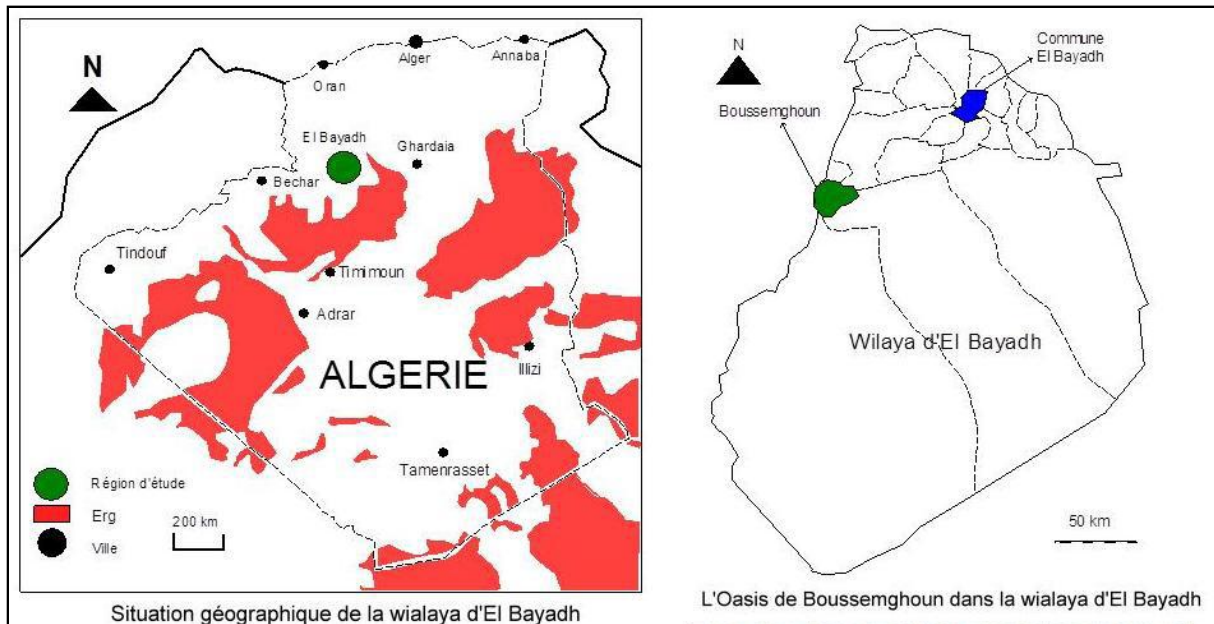 N
Alger
Annaba
Oran
El Bayadh
Ghardaia
Bechar
Tindouf
Timimoun
Adrar
ALGERIE
Illizi
Tamenrasset
Région d'étude
Erg
Ville
200 km
Situation géographique de la wialaya d'El Bayadh
N
Commune
El Bayadh
Boussemghoun
Wilaya d'El Bayadh
50 km
L'Oasis de Boussemghoun dans la wialaya d'El Bayadh